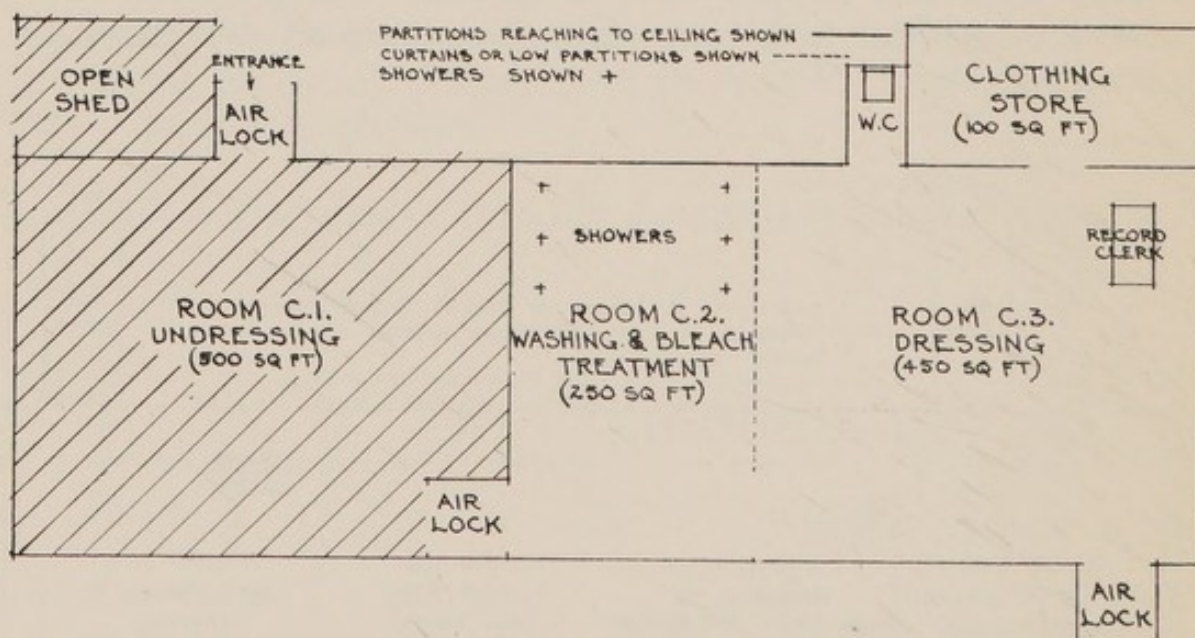 PARTITIONS REACHING TO CEILING SHOWN
CURTAINS OR LOW PARTITIONS SHOWN
SHOWERS SHOWN +
OPEN
SHED
ENTRANCE
AIR
LOCK
W.C
CLOTHING
STORE
(100 SQ FT)
SHOWERS
RECORD
CLERK
ROOM C.1.
UNDRESSING
(500 SQ FT)
ROOM C.2.
WASHING & BLEACH
TREATMENT
(250 SQ FT)
ROOM C.3.
DRESSING
(450 SQ FT)
AIR
LOCK
AIR
LOCK